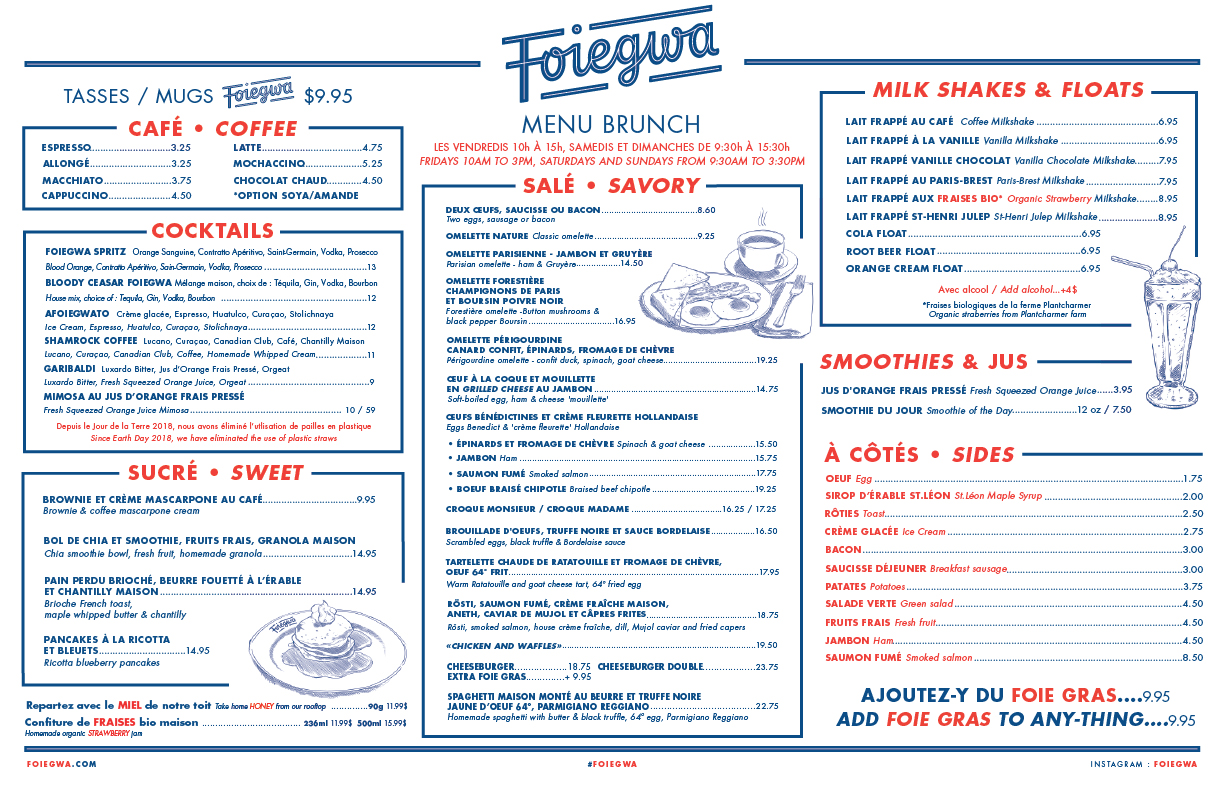 Foiegwa
TASSES / MUGS Foiegwa $9.95
CAFÉ • COFFEE
ESPRESSO.....................3.25
ALLONGÉ......................3.25
MACCHIATO..................3.75
CAPPUCCINO................4.50
LATTE..........................4.75
MOCHACCINO...............5.25
CHOCOLAT CHAUD..........4.50
*OPTION SOYA/AMANDE
COCKTAILS
FOIEGWA SPRITZ Orange Sanguine, Contratto Apéritivo, Saint-Germain, Vodka, Prosecco
Blood Orange, Contratto Apéritivo, Sain-Germain, Vodka, Prosecco ..............................13
BLOODY CEASAR FOIEGWA Mélange maison, choix de : Téquila, Gin, Vodka, Bourbon
House mix, choice of : Tequla, Gin, Vodka, Bourbon ..........................................12
AFOIEGWATO Crème glacée, Espresso, Huatulco, Curaçao, Stolichnaya
Ice Cream, Espresso, Huatulco, Curaçao, Stolichnaya..................................12
SHAMROCK COFFEE Lucano, Curaçao, Canadian Club, Café, Chantilly Maison
Lucano, Curaçao, Canadian Club, Coffee, Homemade Whipped Cream...............11
GARIBALDI Luxardo Bitter, Jus d'Orange Frais Pressé, Orgeat
Luxardo Bitter, Fresh Squeezed Orange Juice, Orgeat ...................................9
MIMOSA AU JUS D'ORANGE FRAIS PRESSÉ
Fresh Squeezed Orange Juice Mimosa........................................... 10 / 59
Depuis le Jour de la Terre 2018, nous avons éliminé l'utlisation de pailles en plastique
Since Earth Day 2018, we have eliminated the use of plastic straws
SUCRÉ • SWEET
BROWNIE ET CRÈME MASCARPONE AU CAFÉ..........................9.95
Brownie & coffee mascarpone cream
BOL DE CHIA ET SMOOTHIE, FRUITS FRAIS, GRANOLA MAISON
Chia smoothie bowl, fresh fruit, homemade granola..........................14.95
PAIN PERDU BRIOCHÉ, BEURRE FOUETTÉ À L'ÉRABLE
ET CHANTILLY MAISON.......................................................14.95
Brioche French toast,
maple whipped butter & chantilly
PANCAKES À LA RICOTTA
ET BLEUETS.........................14.95
Ricotta blueberry pancakes
Foiegwa
Repartez avec le MIEL de notre toit Take home HONEY from our rooftop .............90g 11.99$
Confiture de FRAISES bio maison .............................. 236ml 11.99$ 500ml 15.99$
Homemade organic STRAWBERRY jam
MENU BRUNCH
LES VENDREDIS 10h À 15h, SAMEDIS ET DIMANCHES DE 9:30h À 15:30h
FRIDAYS 10AM TO 3PM, SATURDAYS AND SUNDAYS FROM 9:30AM TO 3:30PM
SALÉ • SAVORY
DEUX ŒUFS, SAUCISSE OU BACON............................8.60
Two eggs, sausage or bacon
OMELETTE NATURE Classic omelette..............................9.25
OMELETTE PARISIENNE - JAMBON ET GRUYÈRE
Parisian omelette - ham & Gruyère................14.50
OMELETTE FORESTIÈRE
CHAMPIGNONS DE PARIS
ET BOURSIN POIVRE NOIR
Forestière omelette -Button mushrooms &
black pepper Boursin........................16.95
OMELETTE PÉRIGOURDINE
CANARD CONFIT, ÉPINARDS, FROMAGE DE CHÈVRE
Périgourdine omelette - confit duck, spinach, goat cheese...........................19.25
ŒUF À LA COQUE ET MOUILLETTE
EN GRILLED CHEESE AU JAMBON...............................................14.75
Soft-boiled egg, ham & cheese 'mouillette'
ŒUFS BÉNÉDICTINES ET CRÈME FLEURETTE HOLLANDAISE
Eggs Benedict & 'crème fleurette' Hollandaise
• ÉPINARDS ET FROMAGE DE CHÈVRE Spinach & goat cheese .....................15.50
• JAMBON Ham .......................................................................15.75
• SAUMON FUMÉ Smoked salmon...............................................17.75
• BOEUF BRAISÉ CHIPOTLE Braised beef chipotle .............................19.25
CROQUE MONSIEUR / CROQUE MADAME ..........................16.25 / 17.25
BROUILLADE D'OEUFS, TRUFFE NOIRE ET SAUCE BORDELAISE.............16.50
Scrambled eggs, black truffle & Bordelaise sauce
TARTELETTE CHAUDE DE RATATOUILLE ET FROMAGE DE CHÈVRE,
OEUF 64° FRIT.......................................................................17.95
Warm Ratatouille and goat cheese tart, 64° fried egg
RÖSTI, SAUMON FUMÉ, CRÈME FRAÎCHE MAISON,
ANETH, CAVIAR DE MUJOL ET CÂPRES FRITES................................18.75
Rösti, smoked salmon, house crème fraîche, dill, Mujol caviar and fried capers
«CHICKEN AND WAFFLES»........................................................19.50
CHEESEBURGER.....................18.75 CHEESEBURGER DOUBLE................23.75
EXTRA FOIE GRAS............+ 9.95
SPAGHETTI MAISON MONTÉ AU BEURRE ET TRUFFE NOIRE
JAUNE D'OEUF 64°, PARMIGIANO REGGIANO................................22.75
Homemade spaghetti with butter & black truffle, 64° egg, Parmigiano Reggiano
MILK SHAKES & FLOATS
LAIT FRAPPÉ AU CAFÉ Coffee Milkshake ....................................6.95
LAIT FRAPPÉ À LA VANILLE Vanilla Milkshake..............................6.95
LAIT FRAPPÉ VANILLE CHOCOLAT Vanilla Chocolate Milkshake.......7.95
LAIT FRAPPÉ AU PARIS-BREST Paris-Brest Milkshake .....................7.95
LAIT FRAPPÉ AUX FRAISES BIO* Organic Strawberry Milkshake.......8.95
LAIT FRAPPÉ ST-HENRI JULEP St-Henri Julep Milkshake..................8.95
COLA FLOAT...................................................6.95
ROOT BEER FLOAT..........................................6.95
ORANGE CREAM FLOAT..................................6.95
Avec alcool / Add alcohol...+4$
*Fraises biologiques de la ferme Plantcharmer
Organic straberries from Plantcharmer farm
SMOOTHIES & JUS
JUS D'ORANGE FRAIS PRESSÉ Fresh Squeezed Orange Juice......3.95
SMOOTHIE DU JOUR Smoothie of the Day.......................12 oz / 7.50
À CÔTÉS • SIDES
OEUF Egg ..........................................................................1.75
SIROP D'ÉRABLE ST.LÉON St.Léon Maple Syrup ...............................2.00
RÔTIES Toast........................................................................2.50
CRÈME GLACÉE Ice Cream.........................................................2.75
BACON..............................................................................3.00
SAUCISSE DÉJEUNER Breakfast sausage...........................................3.00
PATATES Potatoes...................................................................3.75
SALADE VERTE Green salad.........................................................4.50
FRUITS FRAIS Fresh fruit............................................................4.50
JAMBON Ham.......................................................................4.50
SAUMON FUMÉ Smoked salmon...................................................8.50
AJOUTEZ-Y DU FOIE GRAS....9.95
ADD FOIE GRAS TO ANY-THING....9.95
FOIEGWA.COM
#FOIEGWA
INSTAGRAM : FOIEGWA